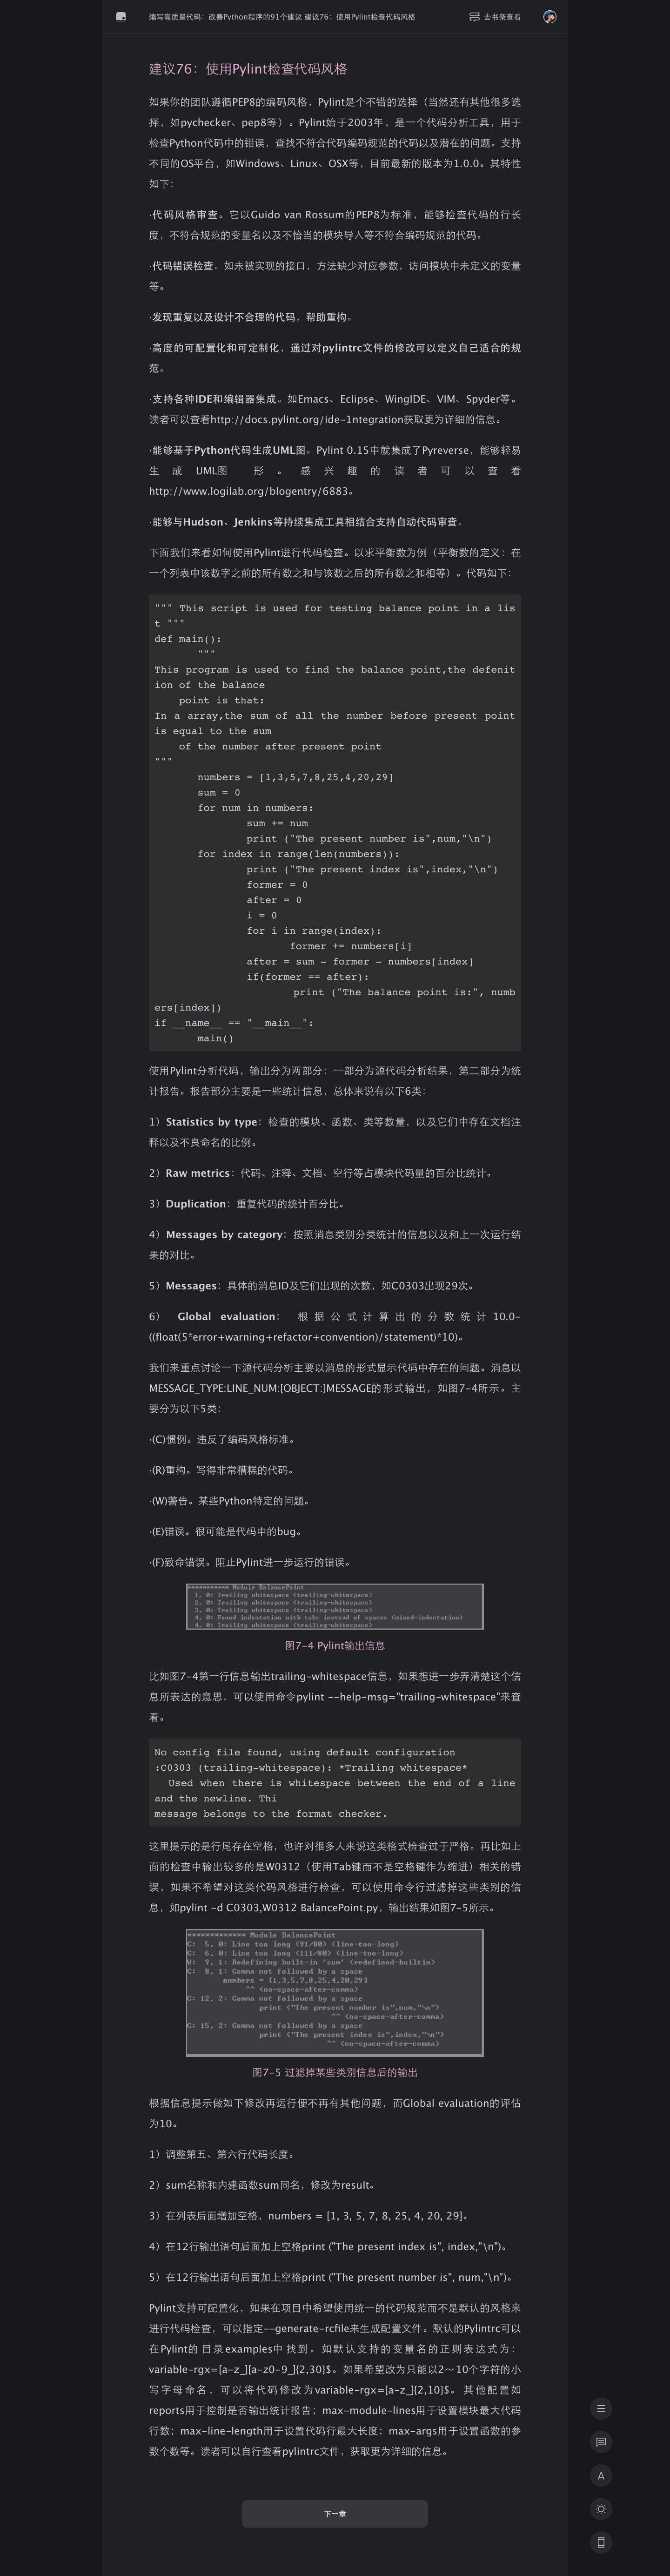 编写高质量代码：改善Python程序的91个建议 建议76：使用Pylint检查代码风格
去书架查看
建议76：使用Pylint检查代码风格
如果你的团队遵循PEP8的编码风格，Pylint是个不错的选择（当然还有其他很多选
择，如pychecker、pep8等）。Pylint始于2003年，是一个代码分析工具，用于
检查Python代码中的错误，查找不符合代码编码规范的代码以及潜在的问题。支持
不同的OS平台，如Windows、Linux、OSX等，目前最新的版本为1.0.0。其特性
如下：
·代码风格审查。它以Guido van Rossum的PEP8为标准，能够检查代码的行长
度，不符合规范的变量名以及不恰当的模块导入等不符合编码规范的代码。
·代码错误检查。如未被实现的接口，方法缺少对应参数，访问模块中未定义的变量
等。
·发现重复以及设计不合理的代码，帮助重构。
·高度的可配置化和可定制化，通过对pylintrc文件的修改可以定义自己适合的规
范。
·支持各种IDE和编辑器集成。如Emacs、Eclipse、WingIDE、VIM、Spyder等。
读者可以查看http://docs.pylint.org/ide-1ntegration获取更为详细的信息。
·能够基于Python代码生成UML图。Pylint 0.15中就集成了Pyreverse，能够轻易
生成UML图 形。感兴趣的读者可以查看
http://www.logilab.org/blogentry/6883。
·能够与Hudson、Jenkins等持续集成工具相结合支持自动代码审查。
下面我们来看如何使用Pylint进行代码检查。以求平衡数为例（平衡数的定义：在
一个列表中该数字之前的所有数之和与该数之后的所有数之和相等）。代码如下：
""" This script is used for testing balance point in a lis
t """
def main():
"""
This program is used to find the balance point,the defenit
ion of the balance
point is that:
In a array,the sum of all the number before present point
is equal to the sum
of the number after present point
"""
numbers = [1,3,5,7,8,25,4,20,29]
sum = 0
for num in numbers:
sum += num
print ("The present number is",num,"\n")
for index in range(len(numbers)):
print ("The present index is",index,"\n")
former = 0
after = 0
i = 0
for i in range(index):
former += numbers[i]
after = sum - former - numbers[index]
if(former == after):
print ("The balance point is:", numb
ers[index])
if __name__ == "__main__":
main()
使用Pylint分析代码，输出分为两部分：一部分为源代码分析结果，第二部分为统
计报告。报告部分主要是一些统计信息，总体来说有以下6类：
1）Statistics by type：检查的模块、函数、类等数量，以及它们中存在文档注
释以及不良命名的比例。
2）Raw metrics：代码、注释、文档、空行等占模块代码量的百分比统计。
3）Duplication：重复代码的统计百分比。
4）Messages by category：按照消息类别分类统计的信息以及和上一次运行结
果的对比。
5）Messages：具体的消息ID及它们出现的次数，如C0303出现29次。
6） Global evaluation： 根据公式计算出的分数统计10.0-
((float(5*error+warning+refactor+convention)/statement)*10)。
我们来重点讨论一下源代码分析主要以消息的形式显示代码中存在的问题。消息以
MESSAGE_TYPE:LINE_NUM:[OBJECT:]MESSAGE的形式输出，如图7-4所示。主
要分为以下5类：
·(C)惯例。违反了编码风格标准。
·(R)重构。写得非常糟糕的代码。
·(W)警告。某些Python特定的问题。
·(E)错误。很可能是代码中的bug。
·(F)致命错误。阻止Pylint进一步运行的错误。
*********** Module BalancePoint
1, 0: Trailing whitespace (trailing-whitespace)
2, 0: Trailing whitespace (trailing-whitespace)
3, 0: Trailing whitespace (trailing-whitespace)
4, 0: Found indentation with tabs instead of spaces (mixed-indentation)
4, 0: Trailing whitespace (trailing-whitespace)
图7-4 Pylint输出信息
比如图7-4第一行信息输出trailing-whitespace信息，如果想进一步弄清楚这个信
息所表达的意思，可以使用命令pylint --help-msg="trailing-whitespace"来查
看。
No config file found, using default configuration
:C0303 (trailing-whitespace): *Trailing whitespace*
Used when there is whitespace between the end of a line
and the newline. Thi
message belongs to the format checker.
这里提示的是行尾存在空格，也许对很多人来说这类格式检查过于严格。再比如上
面的检查中输出较多的是W0312（使用Tab键而不是空格键作为缩进）相关的错
误，如果不希望对这类代码风格进行检查，可以使用命令行过滤掉这些类别的信
息，如pylint -d C0303,W0312 BalancePoint.py，输出结果如图7-5所示。
************* Module BalancePoint
C: 5, 0: Line too long (91/80) (line-too-long)
C: 6, 0: Line too long (111/80) (line-too-long)
W: 9, 1: Redefining built-in 'sum' (redefined-builtin)
C: 8, 1: Comma not followed by a space
numbers = [1,3,5,7,8,25,4,20,29]
^^ (no-space-after-comma)
C: 12, 2: Comma not followed by a space
print ("The present number is",num,"\n")
^^ (no-space-after-comma)
C: 15, 2: Comma not followed by a space
print ("The present index is",index,"\n")
^^ (no-space-after-comma)
图7-5 过滤掉某些类别信息后的输出
根据信息提示做如下修改再运行便不再有其他问题，而Global evaluation的评估
为10。
1）调整第五、第六行代码长度。
2）sum名称和内建函数sum同名，修改为result。
3）在列表后面增加空格，numbers = [1, 3, 5, 7, 8, 25, 4, 20, 29]。
4）在12行输出语句后面加上空格print ("The present index is", index,"\n")。
5）在12行输出语句后面加上空格print ("The present number is", num,"\n")。
Pylint支持可配置化，如果在项目中希望使用统一的代码规范而不是默认的风格来
进行代码检查，可以指定--generate-rcfile来生成配置文件。默认的Pylintrc可以
在Pylint的 目录examples中 找到。如默认支持的变量名的正则表达式为：
variable-rgx=[a-z_][a-z0-9_]{2,30}$。如果希望改为只能以2～10个字符的小
写字母命名，可以将代码修改为variable-rgx=[a-z_]{2,10}$。其他配置如
reports用于控制是否输出统计报告；max-module-lines用于设置模块最大代码
行数；max-line-length用于设置代码行最大长度；max-args用于设置函数的参
数个数等。读者可以自行查看pylintrc文件，获取更为详细的信息。
下一章
A